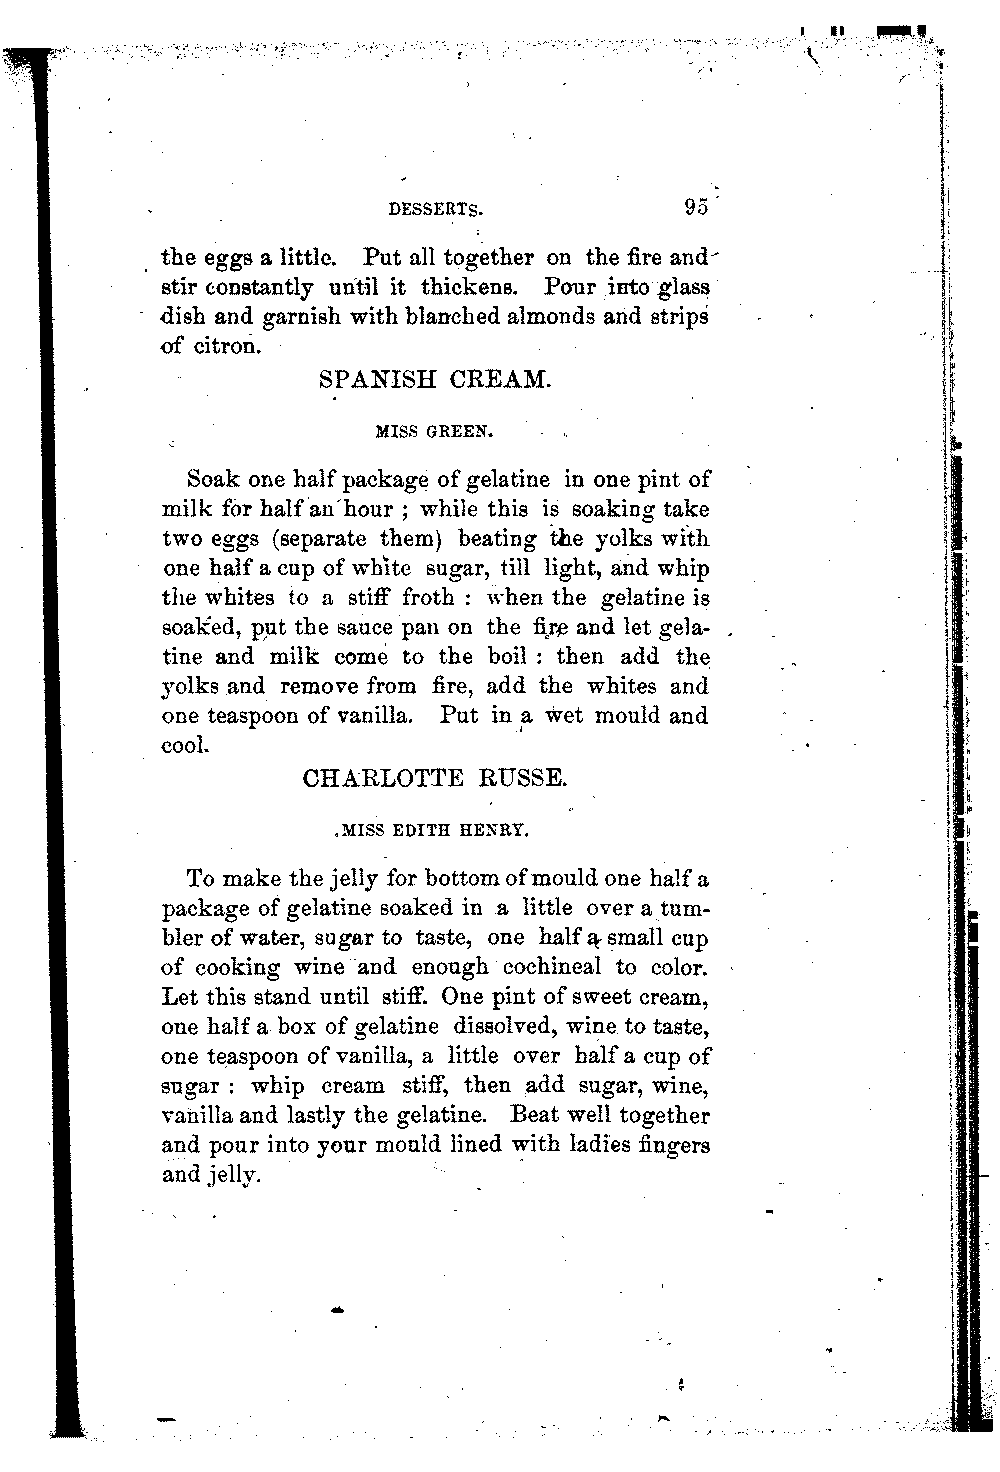 DESSERTS. 95
the eggs a little. Put all together on the fire and
stir constantly until it thickens. Pour into glass
dish and garnish with blanched almonds and strips
of citron.
SPANISH CREAM.
MISS GREEN.
Soak one half package of gelatine in one pint of
milk for half an hour ; while this is soaking take
two eggs (separate them) beating the yolks with
one half a cup of white sugar, till light, and whip
the whites to a stiff froth : when the gelatine is
soaked, put the sauce pan on the fire and let gela-
tine and milk come to the boil : then add the
yolks and remove from fire, add the whites and
one teaspoon of vanilla. Put in a wet mould and
cool.
CHARLOTTE RUSSE.
MISS EDITH HENRY.
To make the jelly for bottom of mould one half a
package of gelatine soaked in a little over a tum-
bler of water, sugar to taste, one half a small cup
of cooking wine and enough cochineal to color.
Let this stand until stiff. One pint of sweet cream,
one half a box of gelatine dissolved, wine to taste,
one teaspoon of vanilla, a little over half a cup of
sugar : whip cream stiff, then add sugar, wine,
vanilla and lastly the gelatine. Beat well together
and pour into your mould lined with ladies fingers
and jelly.